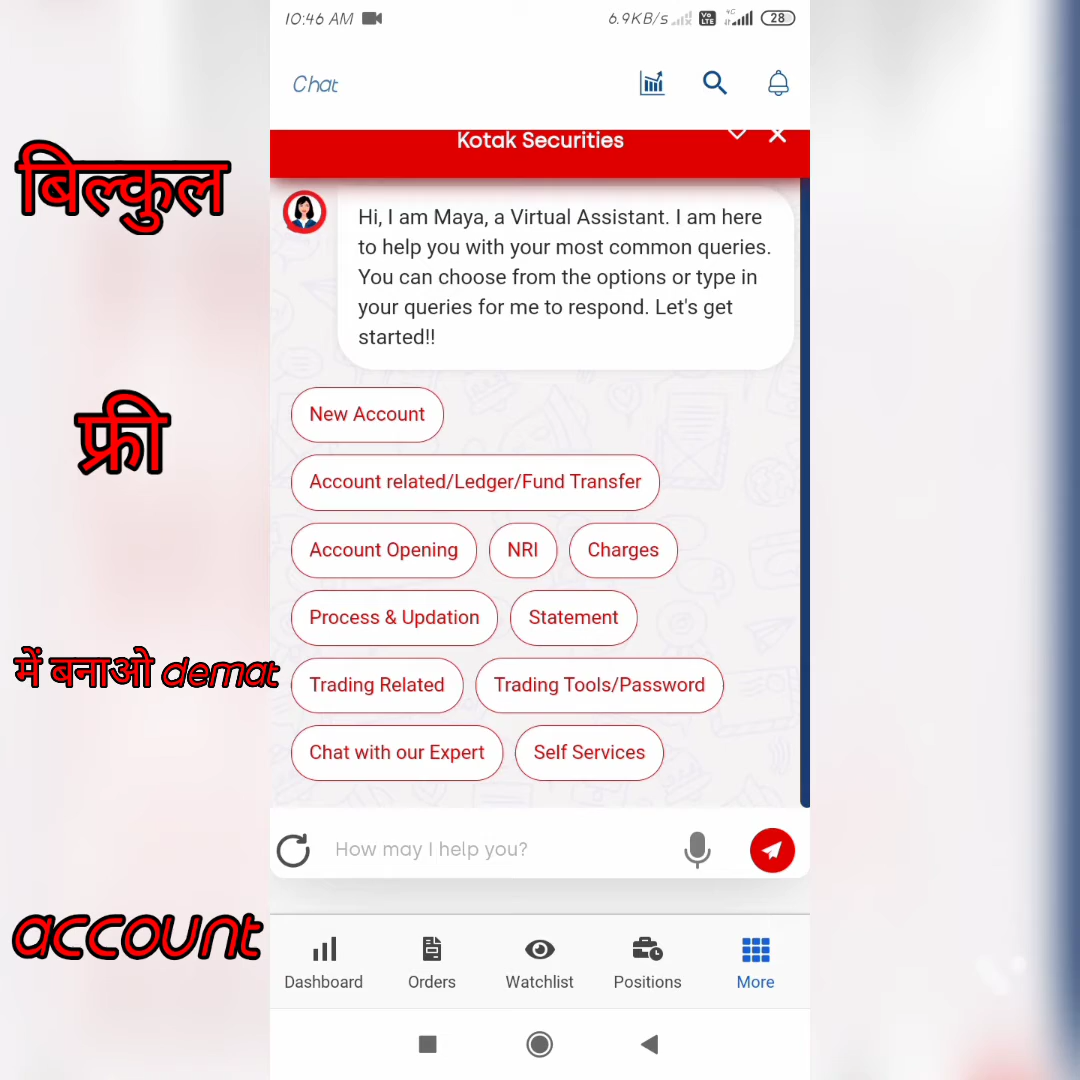 10:46 AM
6.9KB/s
Vo LTE
4G
28
Chat
Kotak Securities
Hi, I am Maya, a Virtual Assistant. I am here
to help you with your most common queries.
You can choose from the options or type in
your queries for me to respond. Let's get
started!!
New Account
Account related/Ledger/Fund Transfer
Account Opening
NRI
Charges
Process & Updation
Statement
Trading Related
Trading Tools/Password
Chat with our Expert
Self Services
How may I help you?
Dashboard
Orders
Watchlist
Positions
More
बिल्कुल
फ्री
में बनाओ demat
account